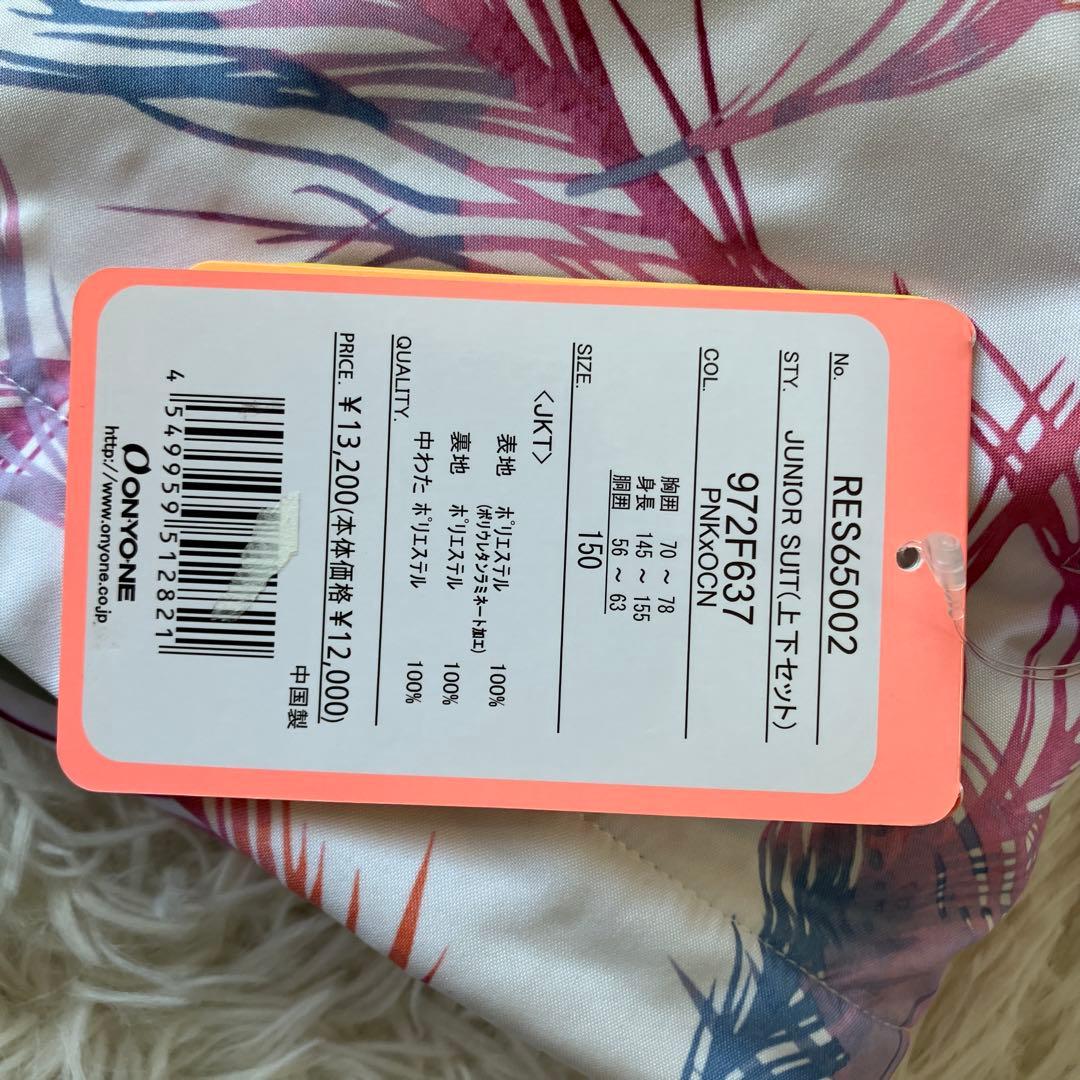 No. RES65002
STY. JUNIOR SUIT(上下セット)
COL. 972F637
PNKxOCN
SIZE. 胸囲 70 ~ 78
身長 145 ~ 155
胴囲 56 ~ 63
150
<JKT>
表地 ポリエステル 100%
(ポリウレタンラミネート加工)
裏地 ポリエステル 100%
中わた ポリエステル 100%
QUALITY.
PRICE. ¥13,200(本体価格¥12,000)
中国製
4 549959 512821
ONYONE
http://www.onyone.co.jp